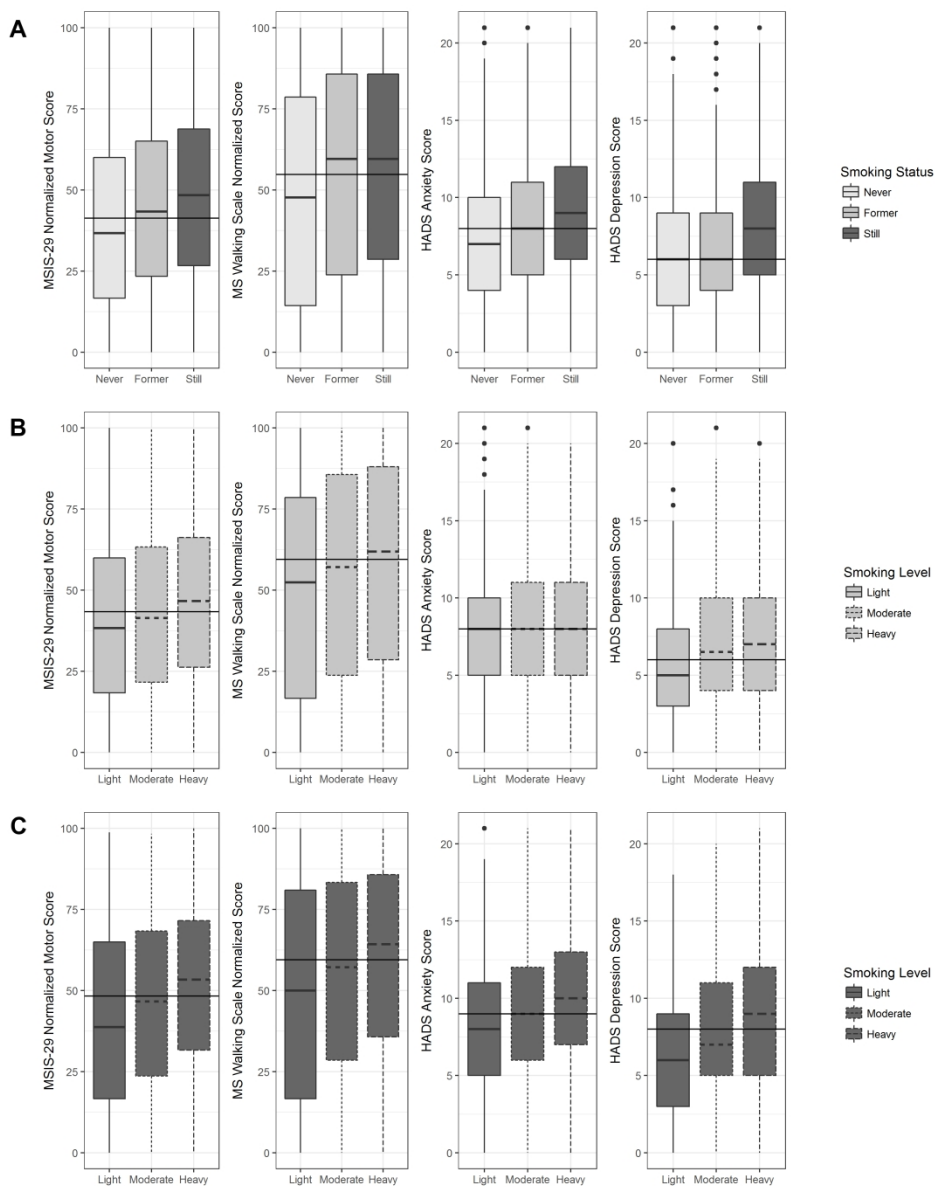 A
MSIS-29 Normalized Motor Score
100
75
50
25
0
Never Former Still
MS Walking Scale Normalized Score
100
75
50
25
0
Never Former Still
HADS Anxiety Score
20
15
10
5
0
Never Former Still
HADS Depression Score
20
15
10
5
0
Never Former Still
Smoking Status
Never
Former
Still
B
MSIS-29 Normalized Motor Score
100
75
50
25
0
Light Moderate Heavy
MS Walking Scale Normalized Score
100
75
50
25
0
Light Moderate Heavy
HADS Anxiety Score
20
15
10
5
0
Light Moderate Heavy
HADS Depression Score
20
15
10
5
0
Light Moderate Heavy
Smoking Level
Light
Moderate
Heavy
C
MSIS-29 Normalized Motor Score
100
75
50
25
0
Light Moderate Heavy
MS Walking Scale Normalized Score
100
75
50
25
0
Light Moderate Heavy
HADS Anxiety Score
20
15
10
5
0
Light Moderate Heavy
HADS Depression Score
20
15
10
5
0
Light Moderate Heavy
Smoking Level
Light
Moderate
Heavy